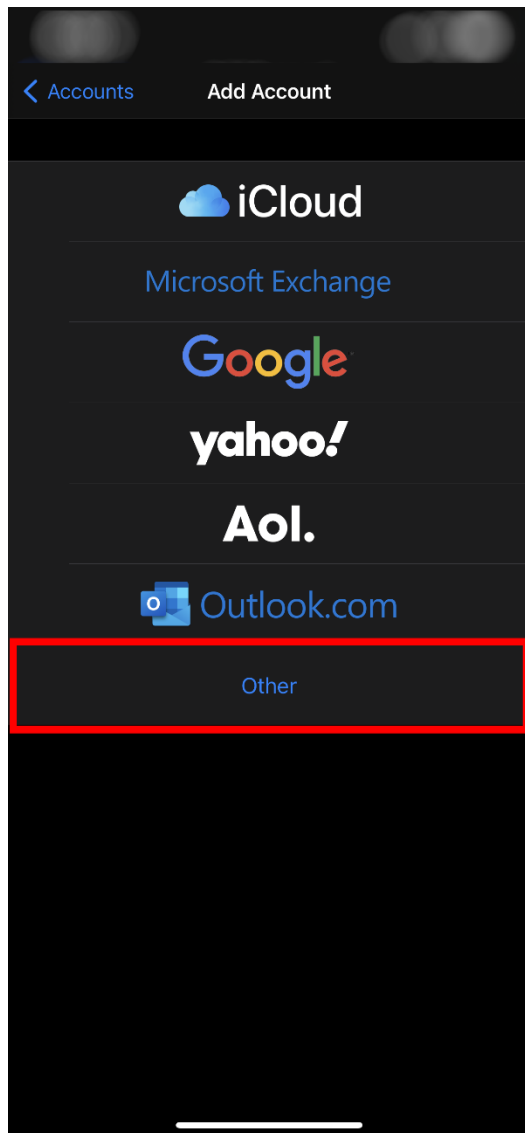 Accounts
Add Account
iCloud
Microsoft Exchange
Google
yahoo!
Aol.
Outlook.com
Other